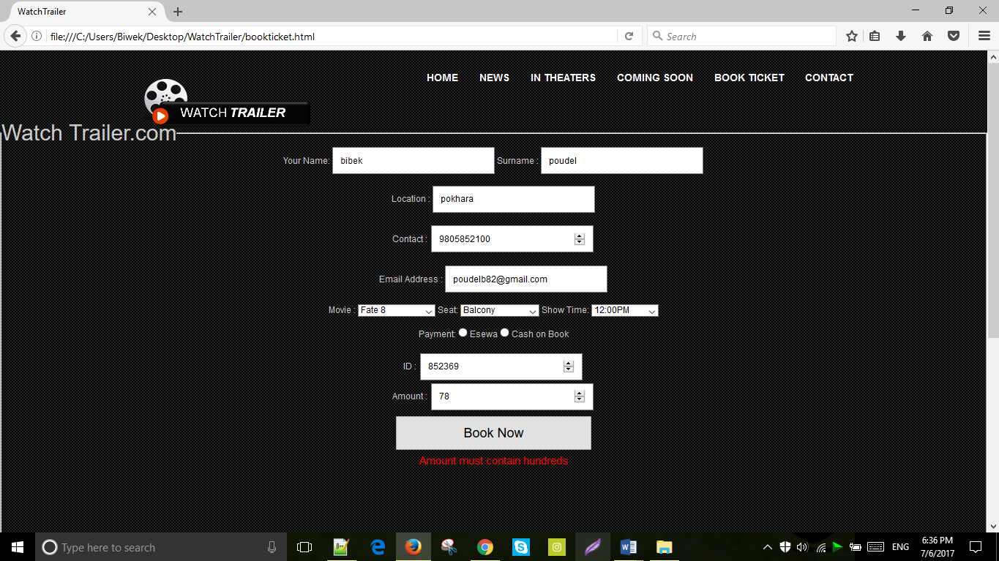 WatchTrailer
file:///C:/Users/Biwek/Desktop/WatchTrailer/bookticket.html
Search
HOME NEWS IN THEATERS COMING SOON BOOK TICKET CONTACT
WATCH TRAILER
Watch Trailer.com
Your Name: bibek Surname : poudel
Location : pokhara
Contact : 9805852100
Email Address : poudelb82@gmail.com
Movie : Fate 8 Seat: Balcony Show Time: 12:00PM
Payment: Esewa Cash on Book
ID : 852369
Amount : 78
Book Now
Amount must contain hundreds
Type here to search
ENG
6:36 PM
7/6/2017